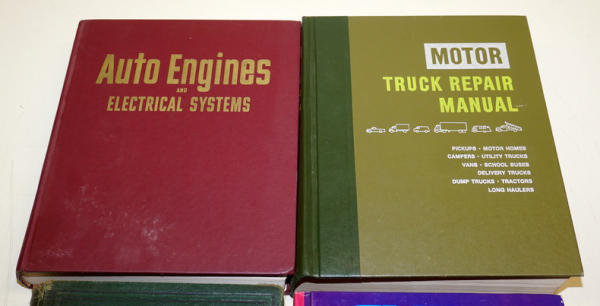 Auto Engines
AND
ELECTRICAL SYSTEMS
MOTOR
TRUCK REPAIR
MANUAL
PICKUPS • MOTOR HOMES
CAMPERS • UTILITY TRUCKS
VANS • SCHOOL BUSES
DELIVERY TRUCKS
DUMP TRUCKS • TRACTORS
LONG HAULERS